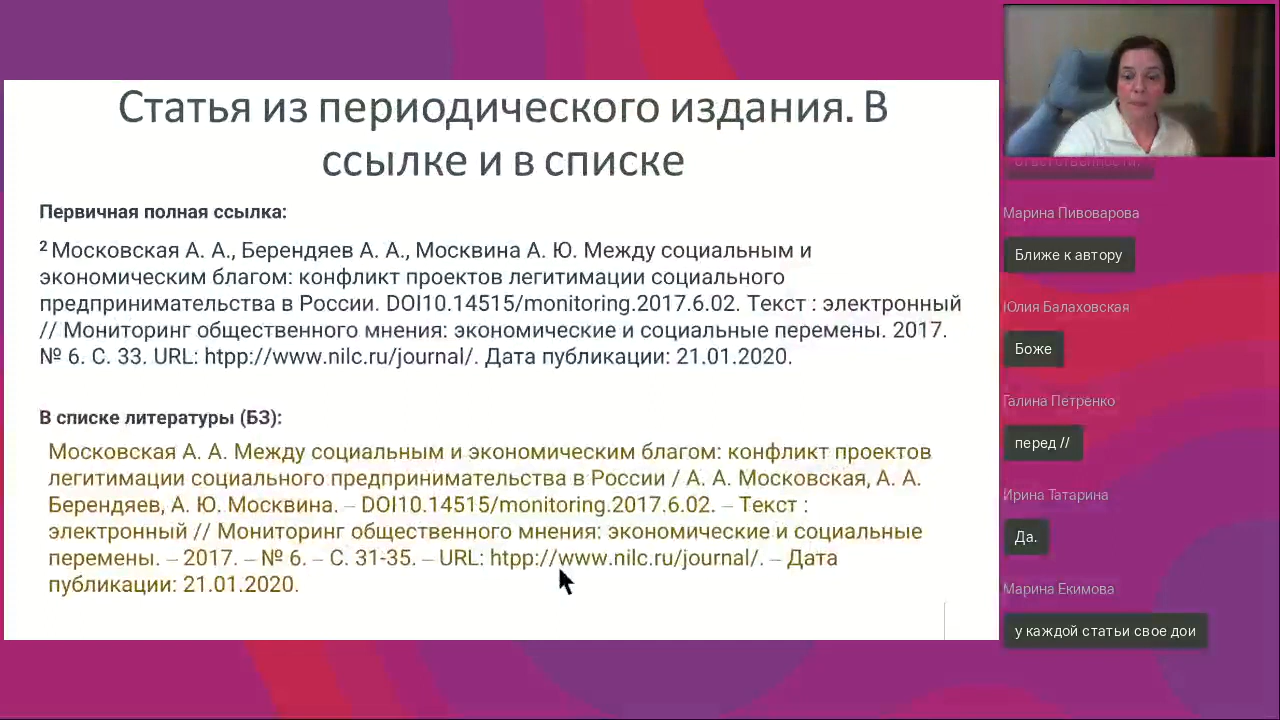 Статья из периодического издания. В
ссылке и в списке
Первичная полная ссылка:
2 Московская А. А., Берендяев А. А., Москвина А. Ю. Между социальным и
экономическим благом: конфликт проектов легитимации социального
предпринимательства в России. DOI10.14515/monitoring.2017.6.02. Текст : электронный
// Мониторинг общественного мнения: экономические и социальные перемены. 2017.
№ 6. С. 33. URL: htpp://www.nilc.ru/journal/. Дата публикации: 21.01.2020.
В списке литературы (БЗ):
Московская А. А. Между социальным и экономическим благом: конфликт проектов
легитимации социального предпринимательства в России / А. А. Московская, А. А.
Берендяев, А. Ю. Москвина. – DOI10.14515/monitoring.2017.6.02. – Текст :
электронный // Мониторинг общественного мнения: экономические и социальные
перемены. – 2017. – № 6. – С. 31-35. – URL: htpp://www.nilc.ru/journal/. – Дата
публикации: 21.01.2020.
ответственности.
Марина Пивоварова
Ближе к автору
Юлия Балаховская
Боже
Галина Петренко
перед //
Ирина Татарина
Да.
Марина Екимова
у каждой статьи свое дои